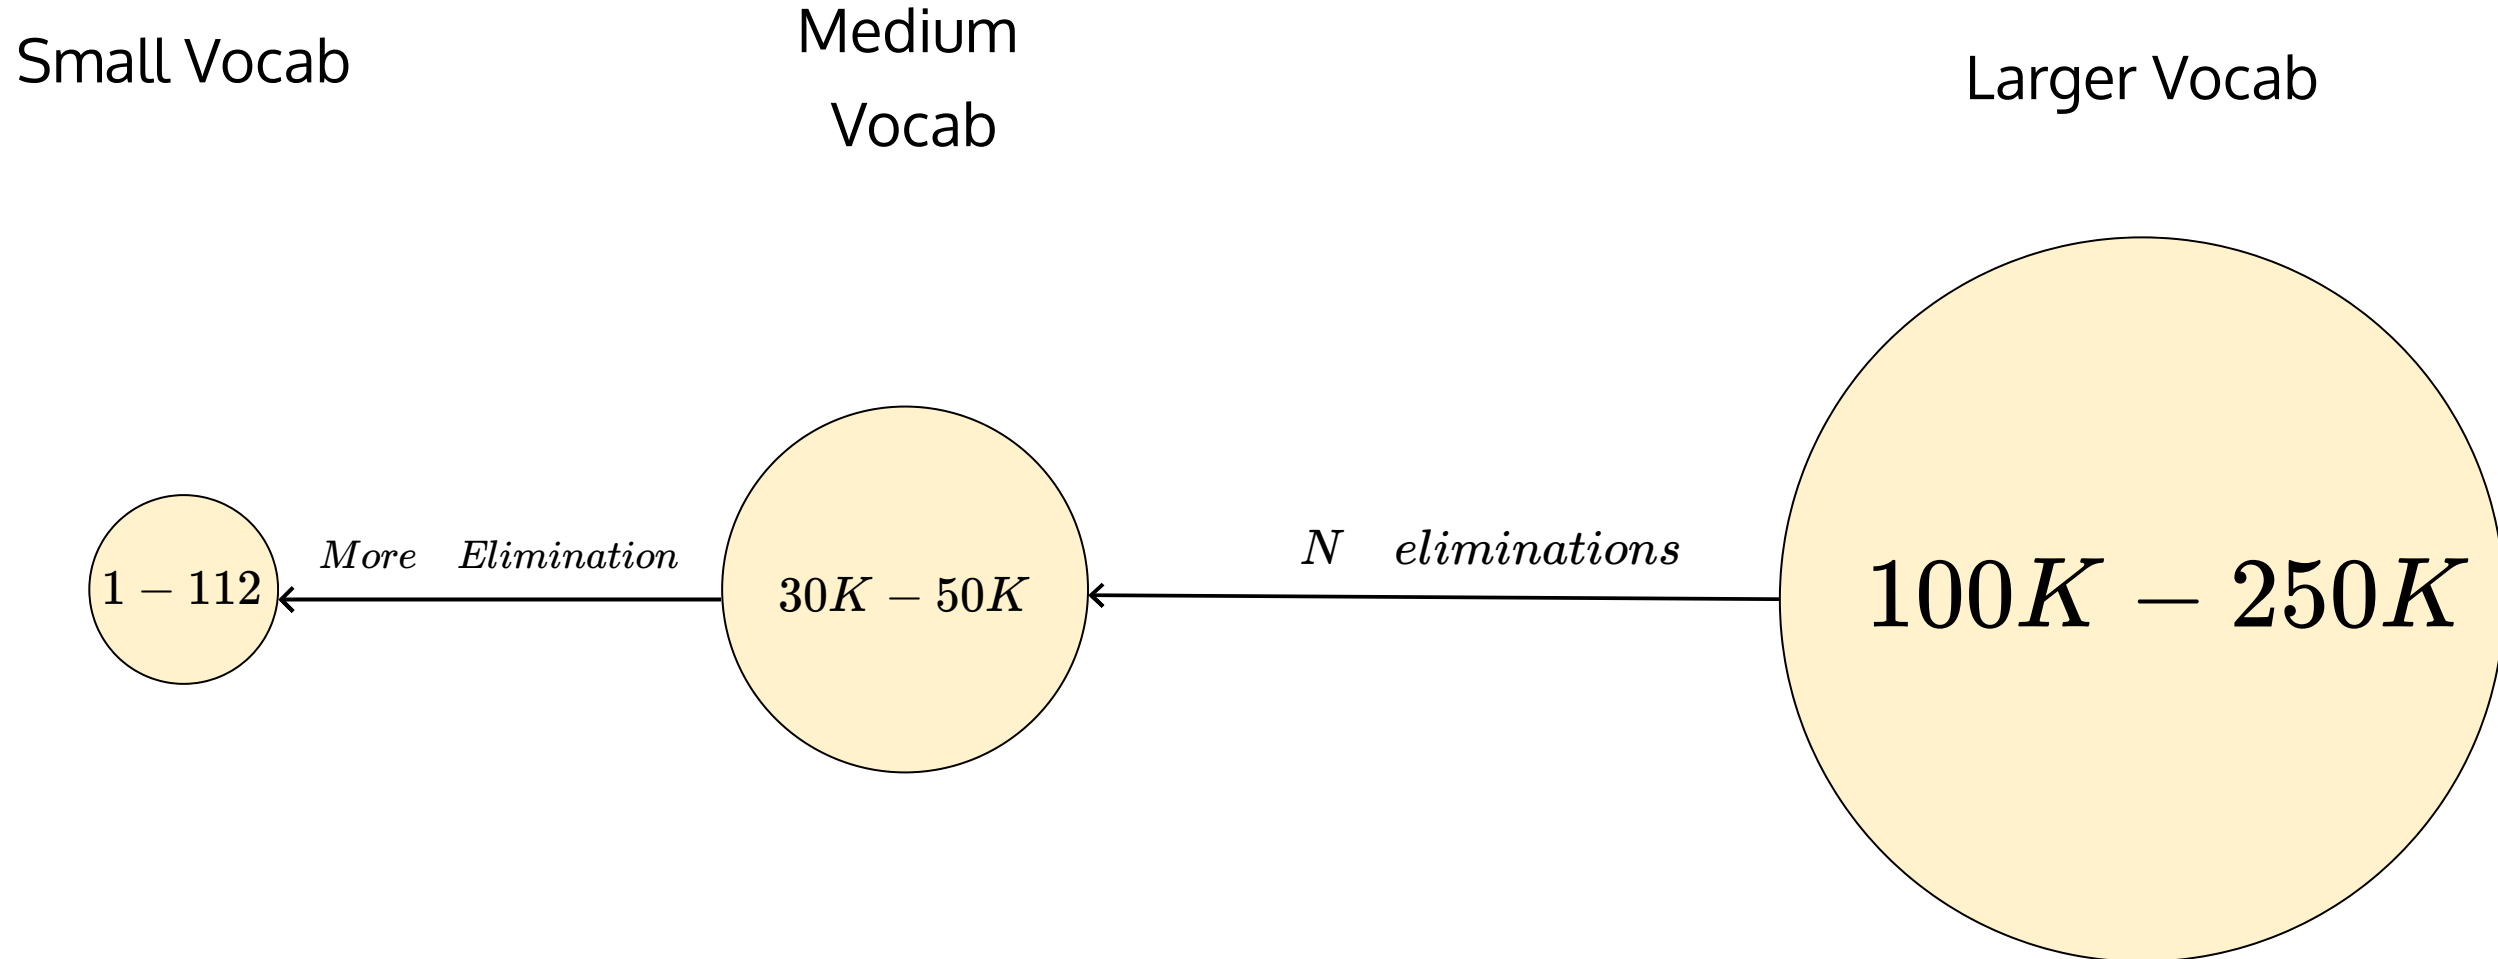 Small Vocab
Medium
Vocab
Larger Vocab
More Elimination
N eliminations
1 − 112
30K − 50K
100K − 250K